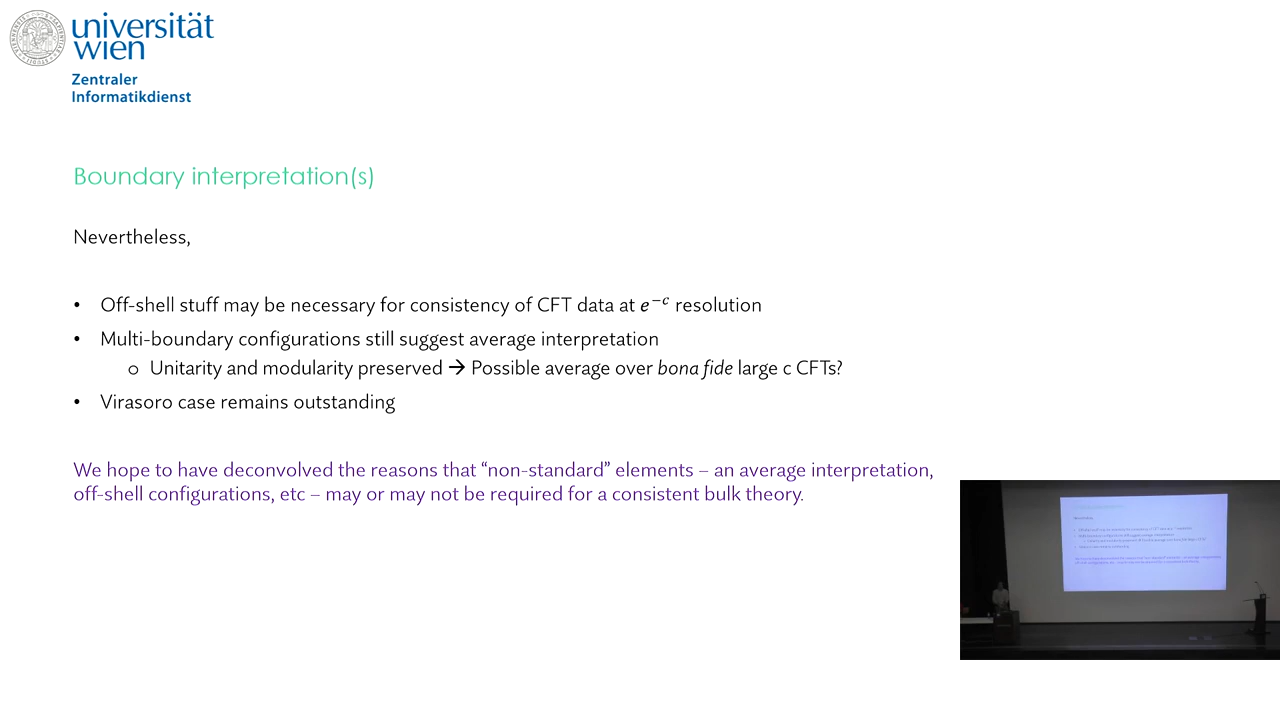 universität
wien
Zentraler
Informatikdienst
Boundary interpretation(s)
Nevertheless,
• Off-shell stuff may be necessary for consistency of CFT data at e⁻ᶜ resolution
• Multi-boundary configurations still suggest average interpretation
o Unitarity and modularity preserved → Possible average over bona fide large c CFTs?
• Virasoro case remains outstanding
We hope to have deconvolved the reasons that “non-standard” elements – an average interpretation,
off-shell configurations, etc – may or may not be required for a consistent bulk theory.